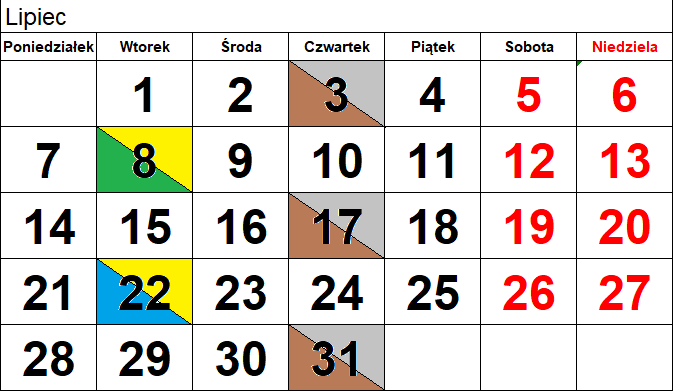 Lipiec
Poniedziałek Wtorek Środa Czwartek Piątek Sobota Niedziela
1 2 3 4 5 6
7 8 9 10 11 12 13
14 15 16 17 18 19 20
21 22 23 24 25 26 27
28 29 30 31